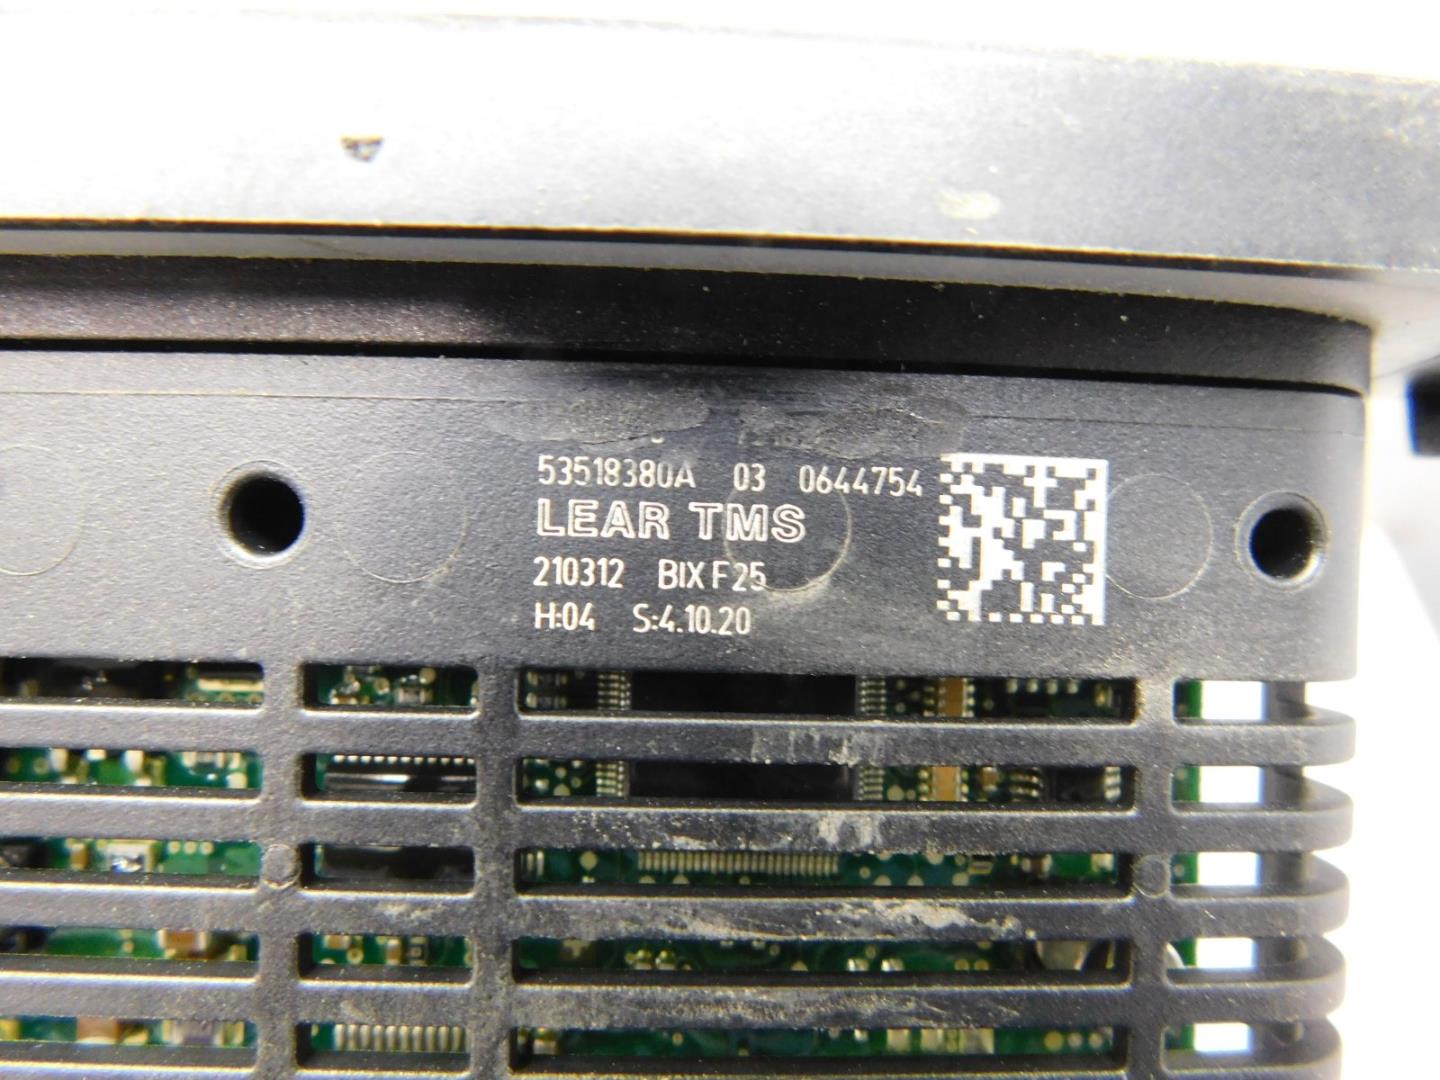 53518380A 03 0644754
LEAR TMS
210312 BIX F25
H:04 S:4.10.20